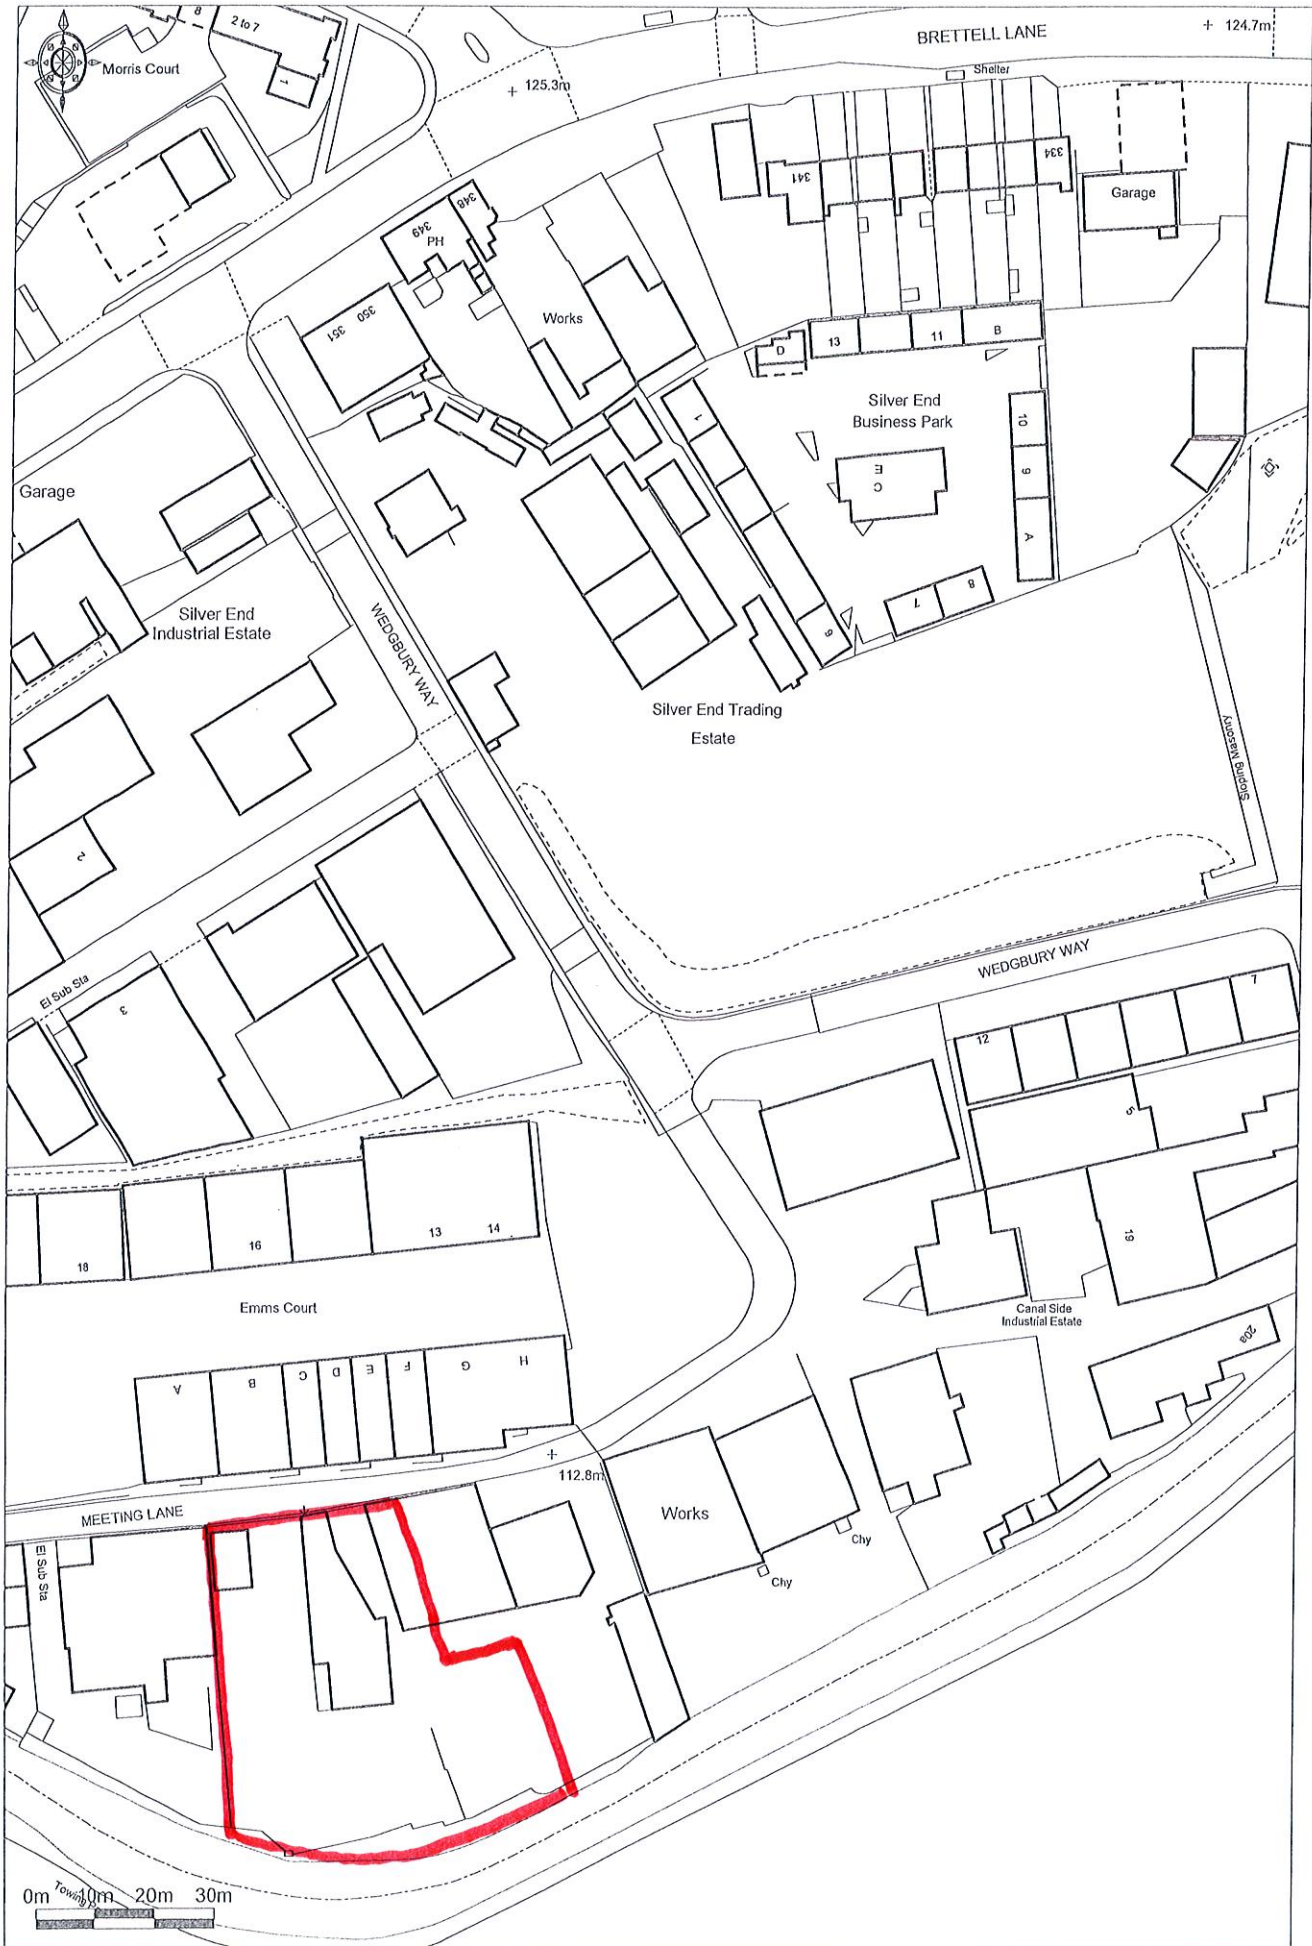 8
2 to 7
1
Morris Court
BRETTELL LANE
124.7m
125.3m
Shelter
334
341
Garage
348
349
PH
350
351
Works
D
13
11
B
Silver End
Business Park
1
10
9
A
E
C
Garage
Silver End
Industrial Estate
WEDGBURY WAY
8
7
6
Silver End Trading
Estate
Sloping Masonry
2
El Sub Sta
3
WEDGBURY WAY
7
12
5
13
14
16
18
19
Emms Court
Canal Side
Industrial Estate
20a
A
B
C
D
E
F
G
H
112.8m
MEETING LANE
Works
Chy
Chy
El Sub Sta
0m
10m
20m
30m